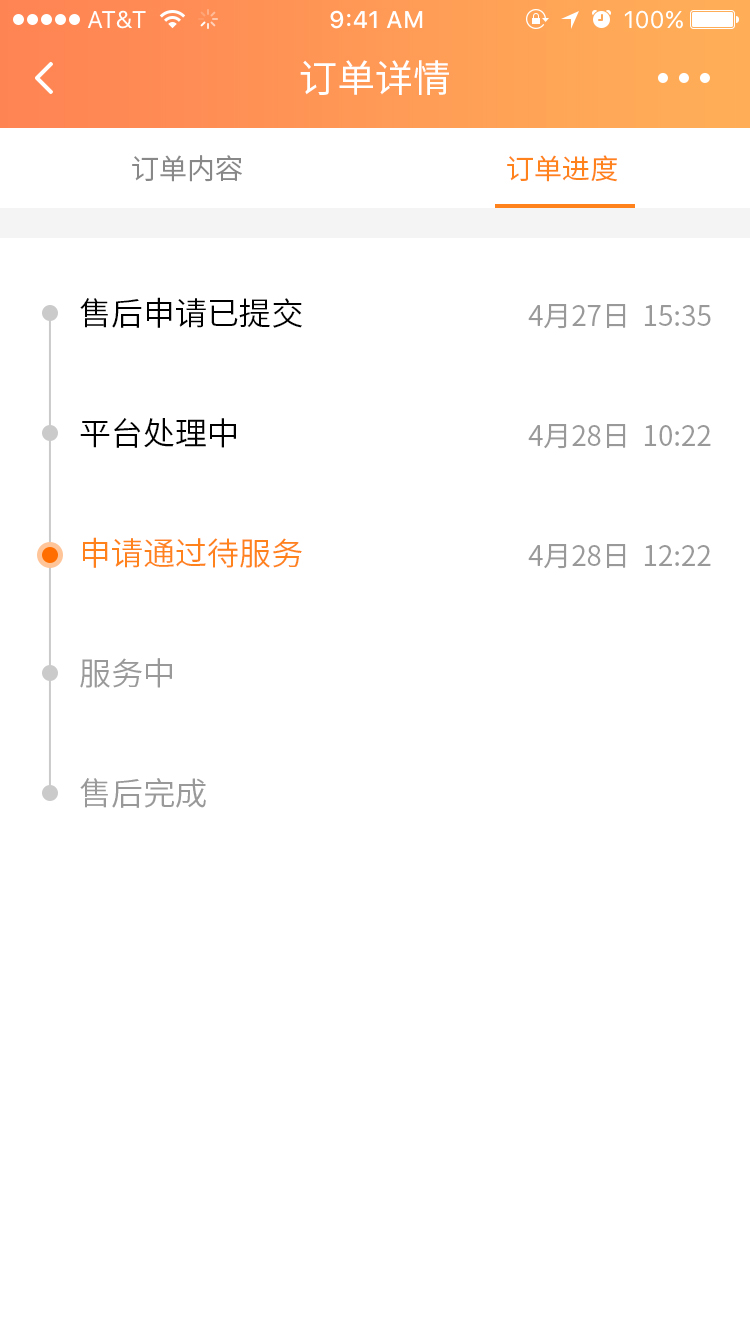 AT&T 9:41 AM 100%
订单详情
订单内容 订单进度
售后申请已提交 4月27日 15:35
平台处理中 4月28日 10:22
申请通过待服务 4月28日 12:22
服务中
售后完成